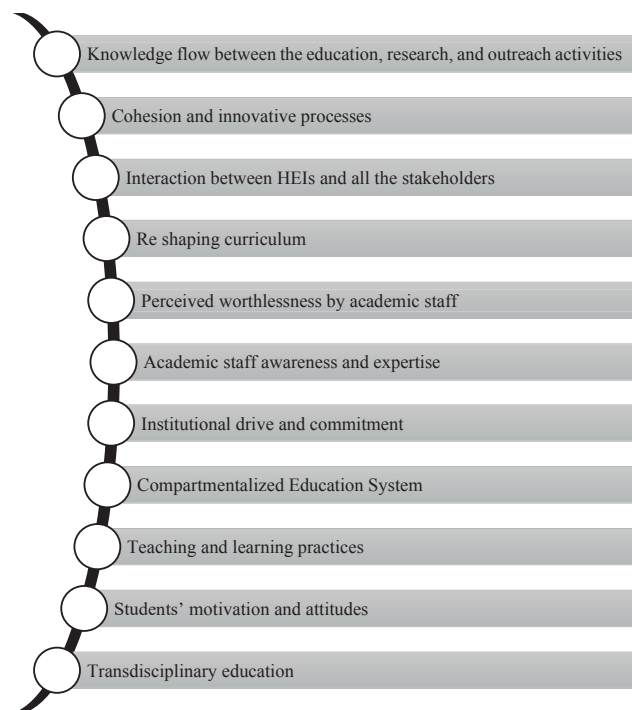 Knowledge flow between the education, research, and outreach activities
Cohesion and innovative processes
Interaction between HEIs and all the stakeholders
Re shaping curriculum
Perceived worthlessness by academic staff
Academic staff awareness and expertise
Institutional drive and commitment
Compartmentalized Education System
Teaching and learning practices
Students’ motivation and attitudes
Transdisciplinary education